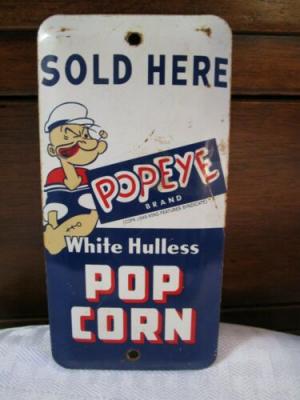 SOLD HERE
POPEYE
BRAND
White Hulless
POP
CORN